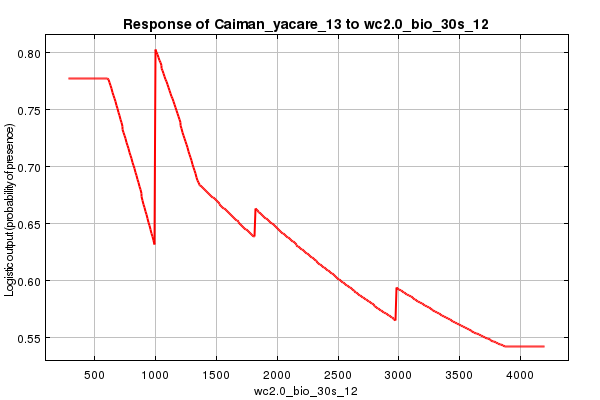 Response of Caiman_yacare_13 to wc2.0_bio_30s_12
Logistic output (probability of presence)
0.80
0.75
0.70
0.65
0.60
0.55
500 1000 1500 2000 2500 3000 3500 4000
wc2.0_bio_30s_12